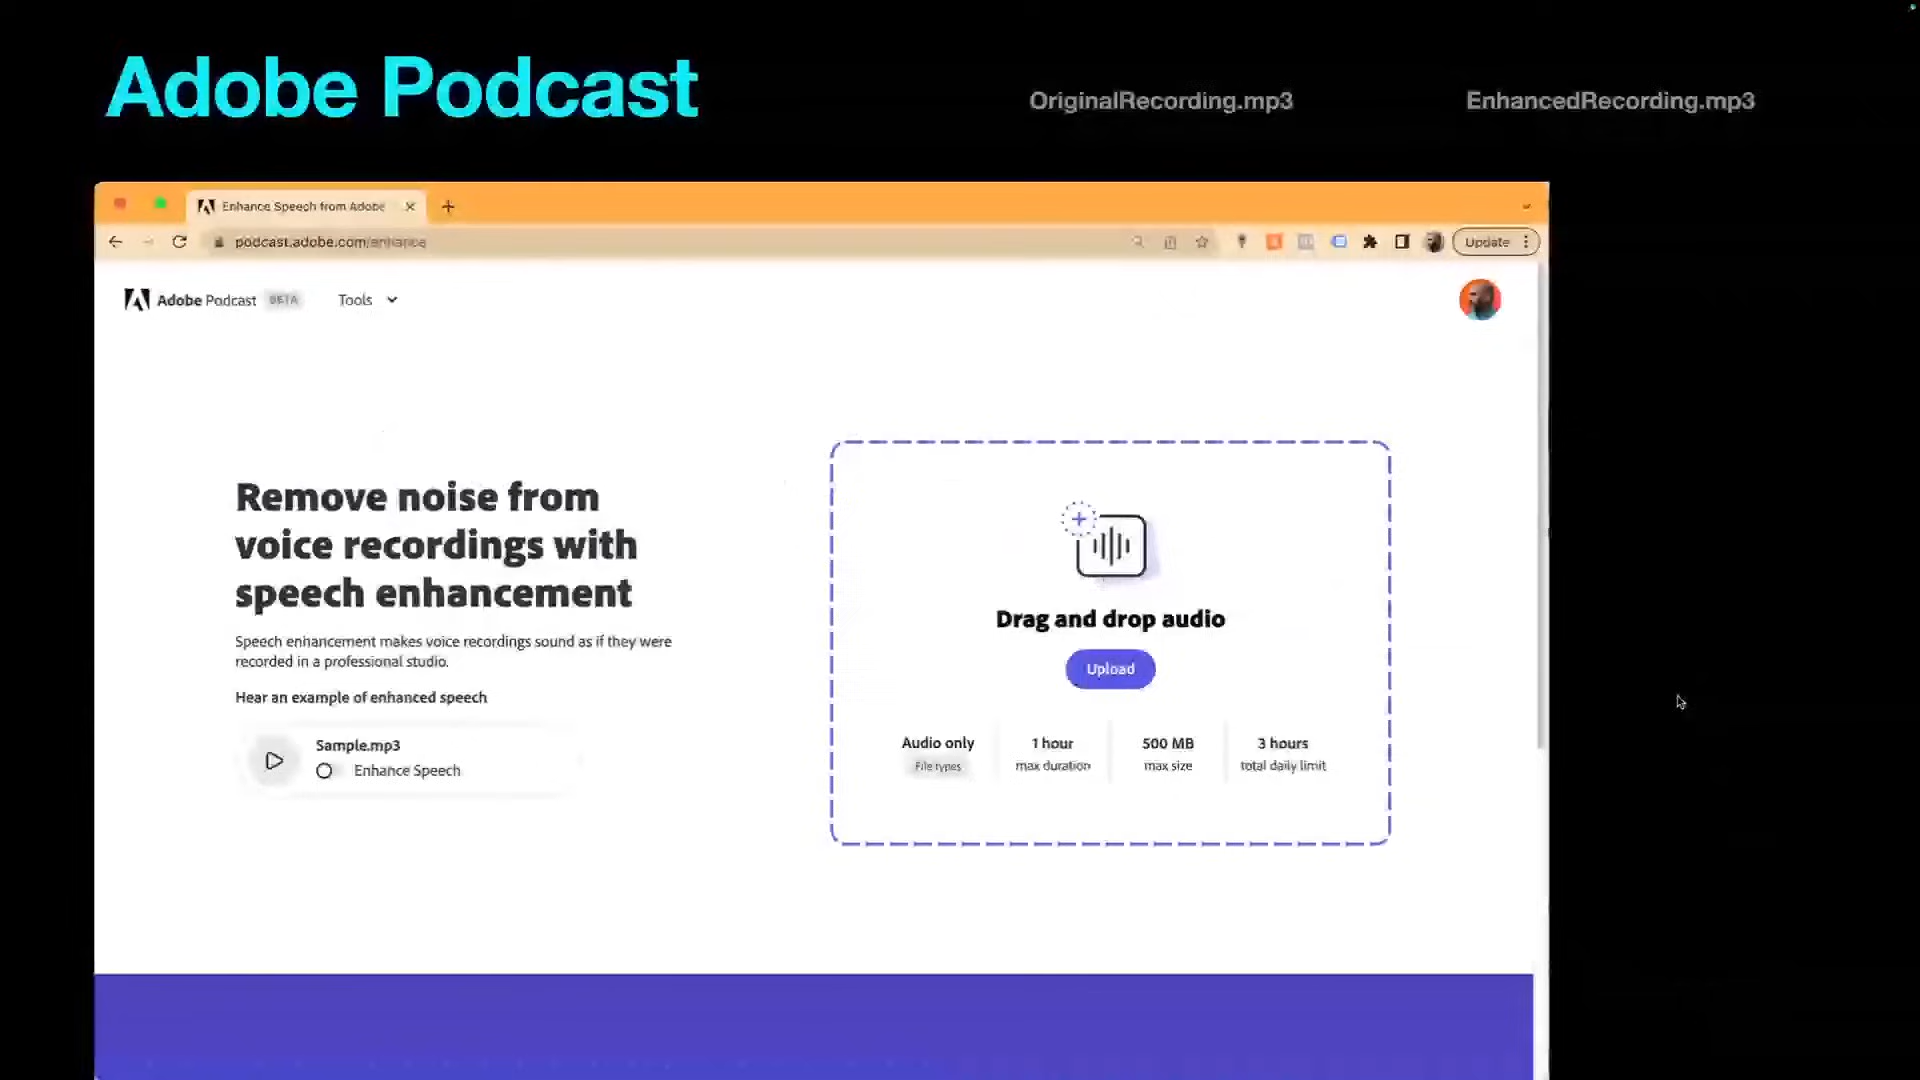 Adobe Podcast
OriginalRecording.mp3
EnhancedRecording.mp3
Enhance Speech from Adobe
podcast.adobe.com/enhance
Update
Adobe Podcast BETA
Tools
Remove noise from
voice recordings with
speech enhancement
Speech enhancement makes voice recordings sound as if they were
recorded in a professional studio.
Hear an example of enhanced speech
Sample.mp3
Enhance Speech
Drag and drop audio
Upload
Audio only
File types
1 hour
max duration
500 MB
max size
3 hours
total daily limit